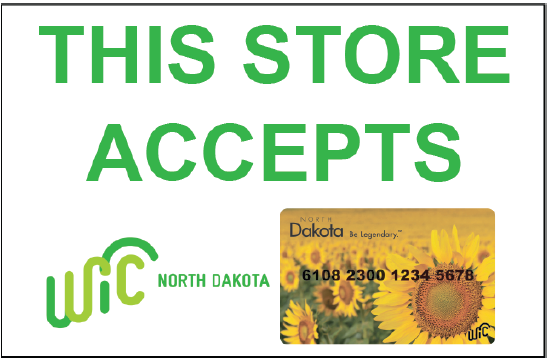 THIS STORE
ACCEPTS
WIC NORTH DAKOTA
NORTH
Dakota Be Legendary.™
6108 2300 1234 5678
WIC